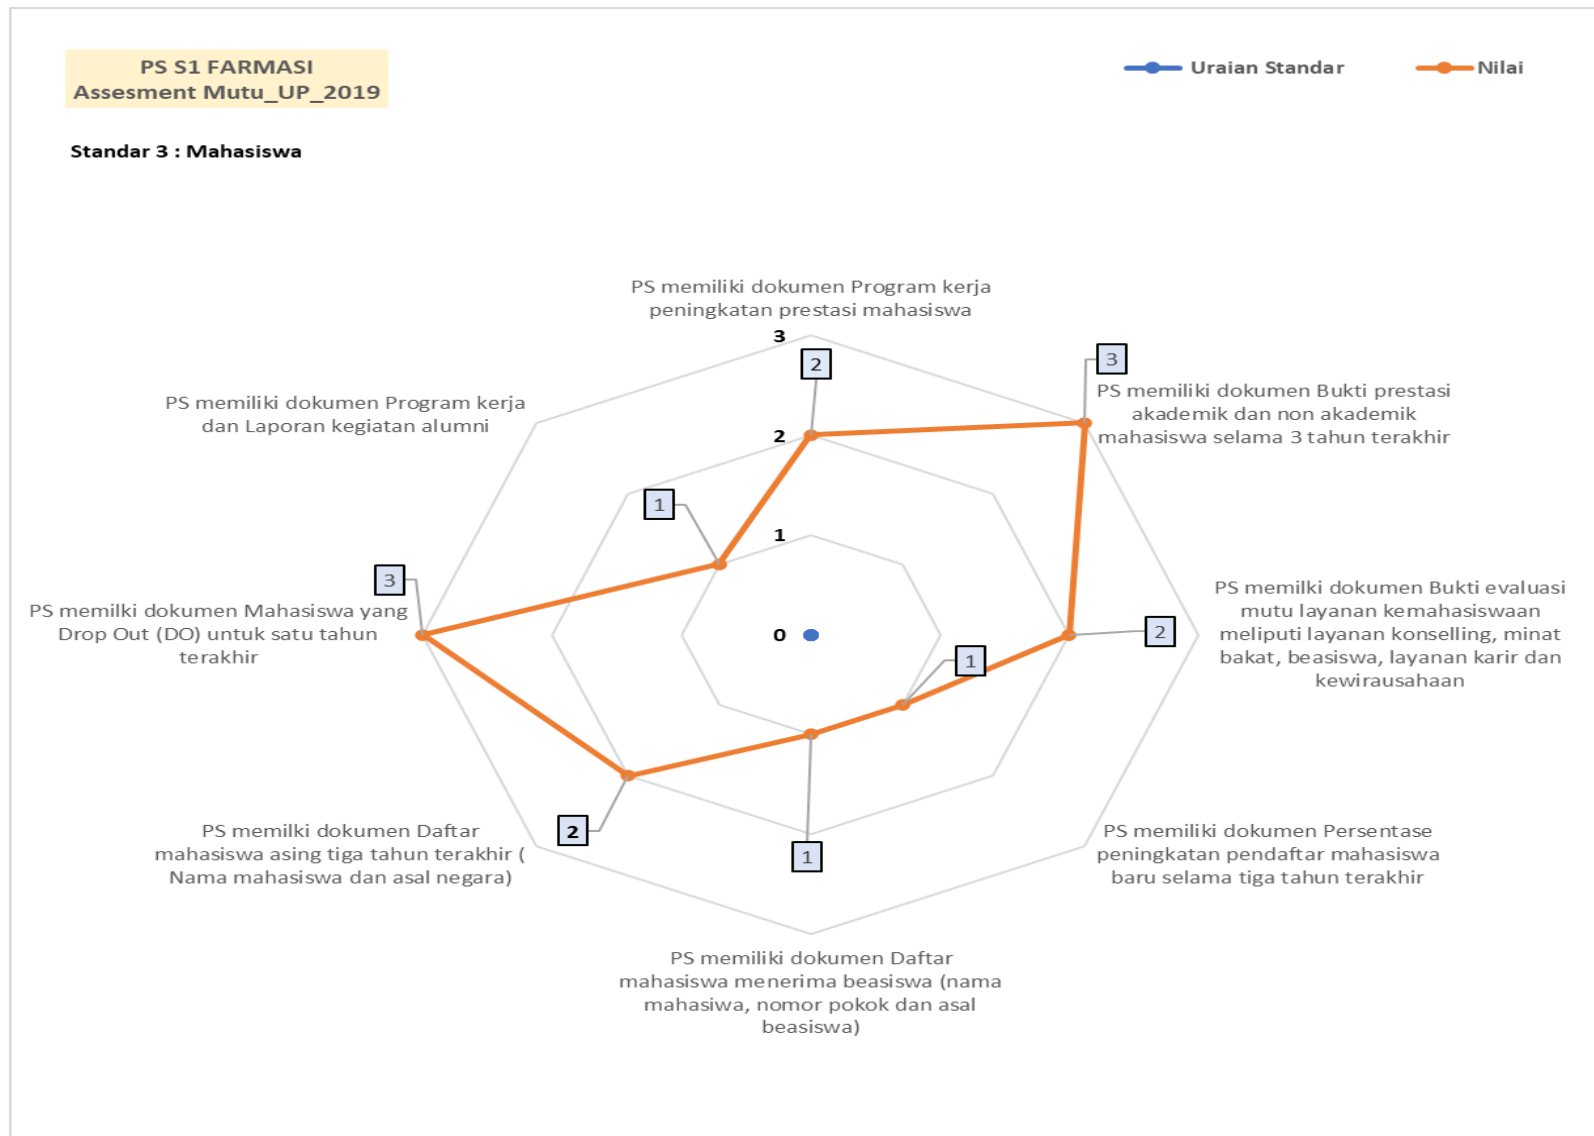 PS S1 FARMASI
Assesment Mutu_UP_2019
Uraian Standar
Nilai
Standar 3 : Mahasiswa
PS memiliki dokumen Program kerja
peningkatan prestasi mahasiswa
3
2
3
PS memiliki dokumen Bukti prestasi
akademik dan non akademik
mahasiswa selama 3 tahun terakhir
PS memiliki dokumen Program kerja
dan Laporan kegiatan alumni
2
1
1
3
PS memilki dokumen Mahasiswa yang
Drop Out (DO) untuk satu tahun
terakhir
0
PS memilki dokumen Bukti evaluasi
mutu layanan kemahasiswaan
meliputi layanan konselling, minat
bakat, beasiswa, layanan karir dan
kewirausahaan
2
1
PS memilki dokumen Daftar
mahasiswa asing tiga tahun terakhir (
Nama mahasiswa dan asal negara)
2
1
PS memiliki dokumen Persentase
peningkatan pendaftar mahasiswa
baru selama tiga tahun terakhir
PS memiliki dokumen Daftar
mahasiswa menerima beasiswa (nama
mahasiwa, nomor pokok dan asal
beasiswa)